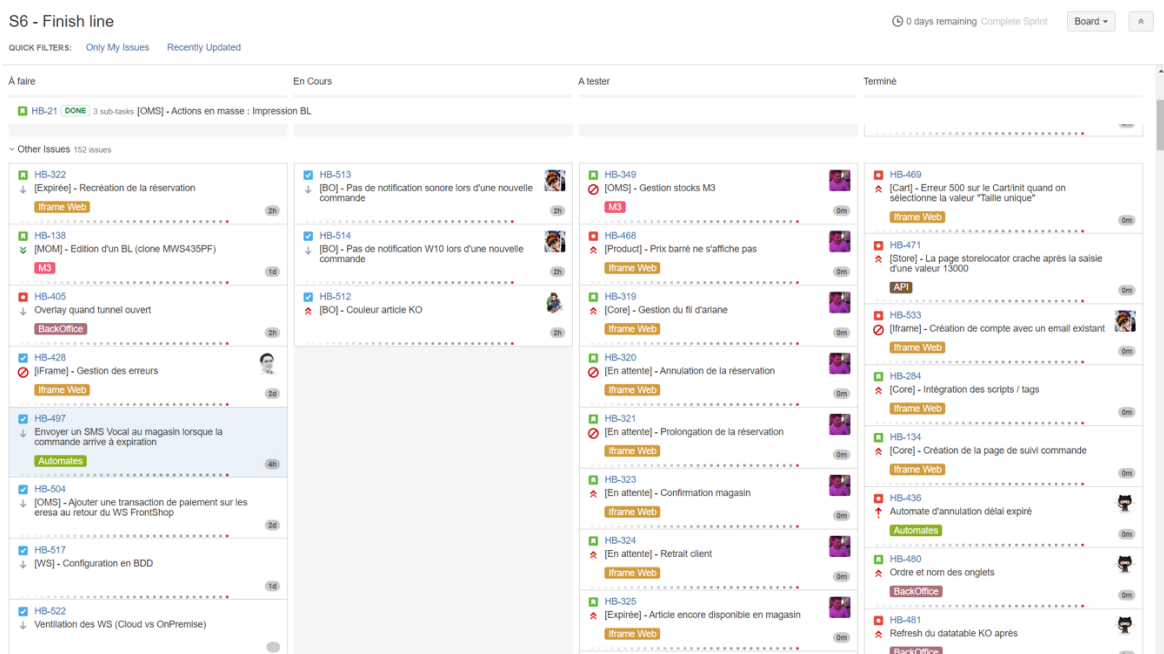 S6 - Finish line
0 days remaining Complete Sprint Board
QUICK FILTERS: Only My Issues Recently Updated
À faire
En Cours
A tester
Terminé
HB-21 DONE 3 sub-tasks [OMS] - Actions en masse : Impression BL
Other Issues 152 issues
HB-322
[Expirée] - Recréation de la réservation
Iframe Web
2h
HB-138
[MOM] - Edition d'un BL (clone MWS435PF)
M3
1d
HB-405
Overlay quand tunnel ouvert
BackOffice
2h
HB-428
[iFrame] - Gestion des erreurs
Iframe Web
2d
HB-497
Envoyer un SMS Vocal au magasin lorsque la
commande arrive à expiration
Automates
4h
HB-504
[OMS] - Ajouter une transaction de paiement sur les
eresa au retour du WS FrontShop
2d
HB-517
[WS] - Configuration en BDD
1d
HB-522
Ventilation des WS (Cloud vs OnPremise)
HB-513
[BO] - Pas de notification sonore lors d'une nouvelle
commande
2h
HB-514
[BO] - Pas de notification W10 lors d'une nouvelle
commande
2h
HB-512
[BO] - Couleur article KO
2h
HB-349
[OMS] - Gestion stocks M3
M3
0m
HB-468
[Product] - Prix barré ne s'affiche pas
Iframe Web
0m
HB-319
[Core] - Gestion du fil d'ariane
Iframe Web
0m
HB-320
[En attente] - Annulation de la réservation
Iframe Web
0m
HB-321
[En attente] - Prolongation de la réservation
Iframe Web
0m
HB-323
[En attente] - Confirmation magasin
Iframe Web
0m
HB-324
[En attente] - Retrait client
Iframe Web
0m
HB-325
[Expirée] - Article encore disponible en magasin
Iframe Web
0m
HB-469
[Cart] - Erreur 500 sur le Cart/init quand on
sélectionne la valeur "Taille unique"
Iframe Web
0m
HB-471
[Store] - La page storelocator crache après la saisie
d'une valeur 13000
API
0m
HB-533
[Iframe] - Création de compte avec un email existant
Iframe Web
0m
HB-284
[Core] - Intégration des scripts / tags
Iframe Web
0m
HB-134
[Core] - Création de la page de suivi commande
Iframe Web
0m
HB-436
Automate d'annulation délai expiré
Automates
0m
HB-480
Ordre et nom des onglets
BackOffice
0m
HB-481
Refresh du datatable KO après
BackOffice